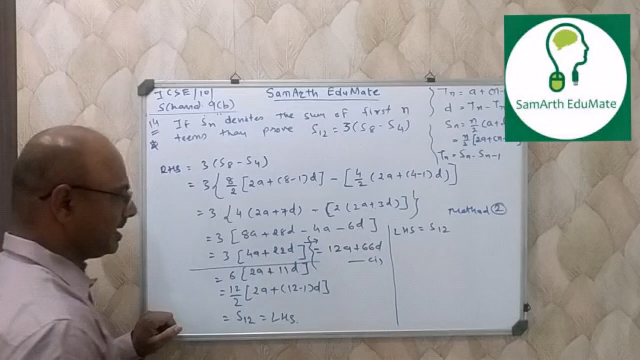 ICSE/10/
SChand 9(b)
SamArth EduMate
14 If Sn denotes the sum of first n
terms then prove S12 = 3(S8 - S4)
RHS = 3(S8 - S4)
= 3{8/2[2a+(8-1)d] - [4/2(2a+(4-1)d)]}
= 3{4(2a+7d) - [2(2a+3d)]}
= 3[8a+28d - 4a - 6d]
= 3[4a+22d] = 12a+66d
—(i)
= 6[2a+11d]
= 12/2[2a+(12-1)d]
= S12 = LHS.
Method ②
LHS = S12
Tn = a+(n-
d = Tn - T
Sn = n/2(a+
= n/2[2a+(n-
Tn = Sn - Sn-1
SamArth EduMate